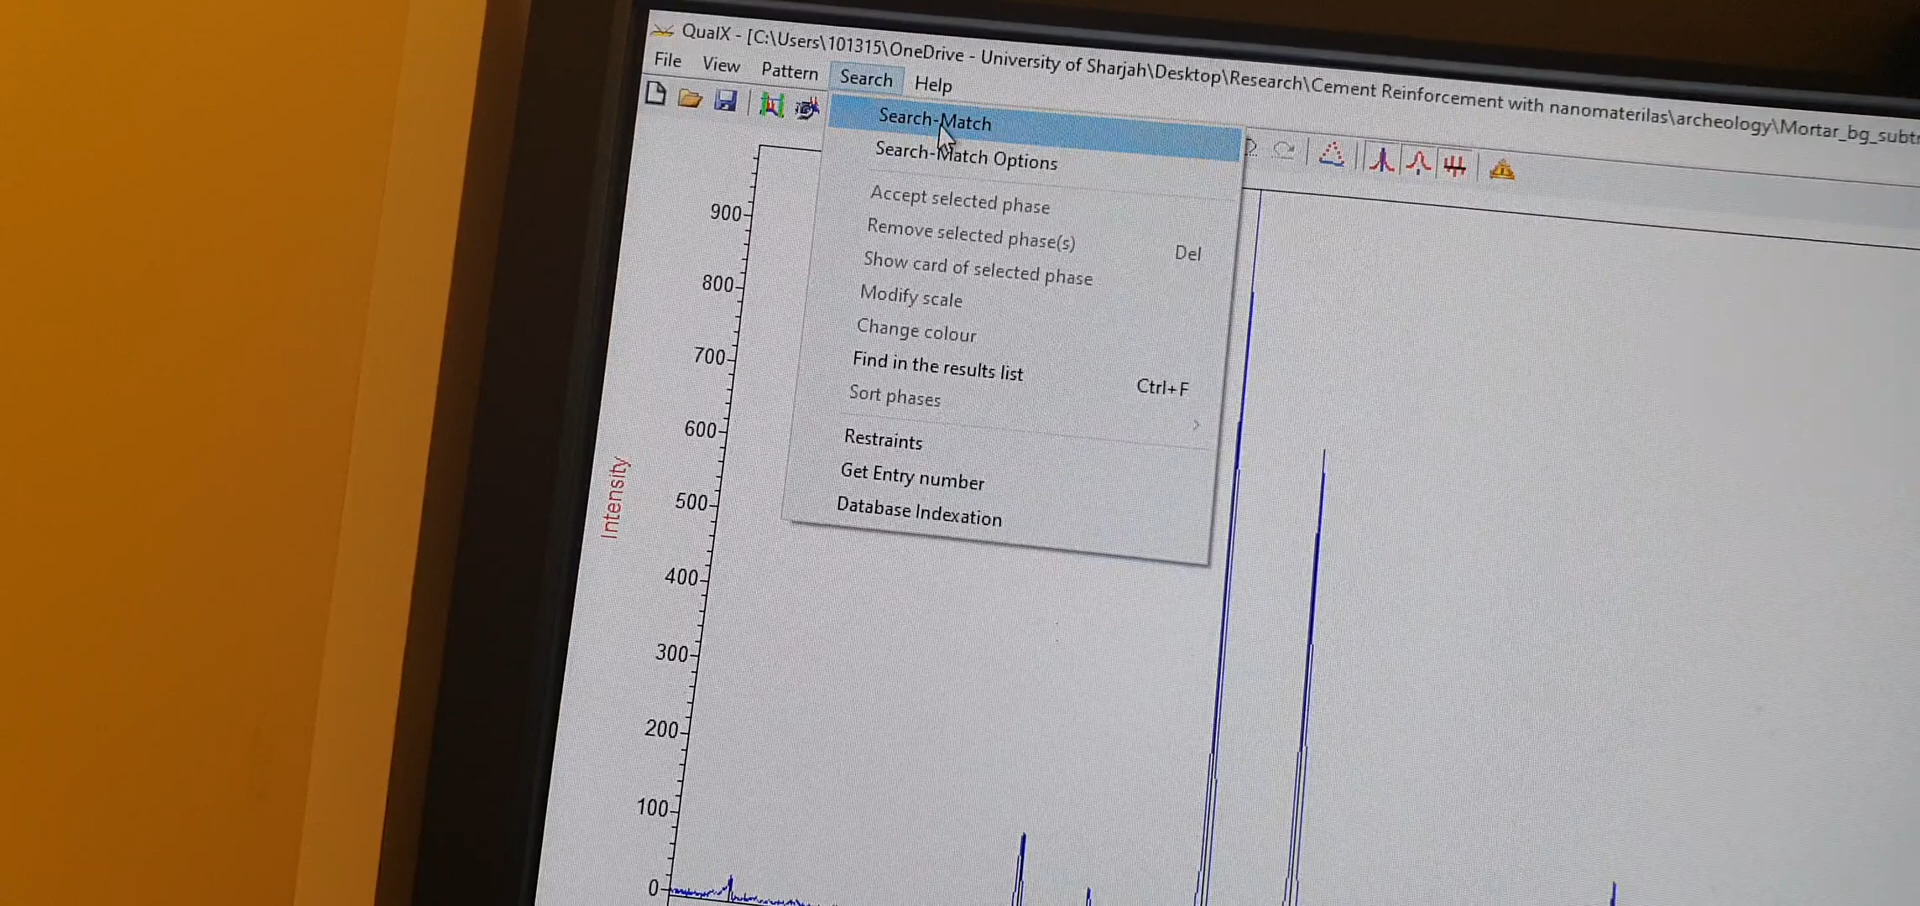 QualX - [C:\Users\101315\OneDrive - University of Sharjah\Desktop\Research\Cement Reinforcement with nanomaterilas\archeology\Mortar_bg_subtr
File View Pattern Search Help
Search-Match
Search-Match Options
Accept selected phase
Remove selected phase(s) Del
Show card of selected phase
Modify scale
Change colour
Find in the results list Ctrl+F
Sort phases
Restraints
Get Entry number
Database Indexation
Intensity
900
800
700
600
500
400
300
200
100
0